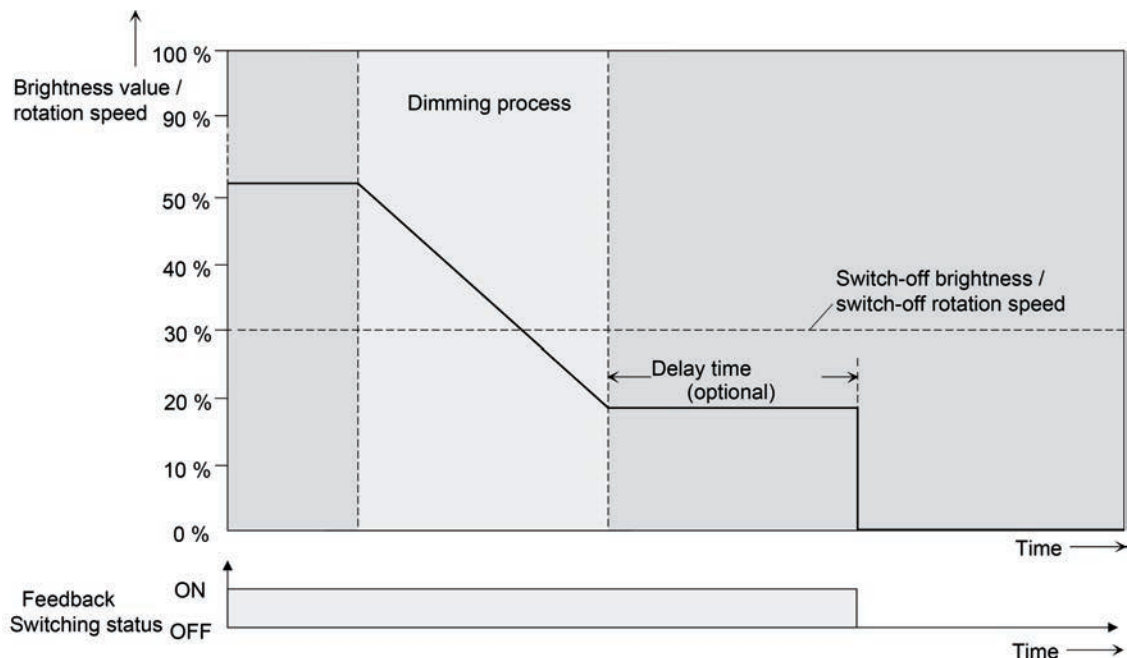 100 %
Brightness value /
rotation speed
90 %
Dimming process
50 %
40 %
Switch-off brightness /
switch-off rotation speed
30 %
Delay time
(optional)
20 %
10 %
0 %
Time
Feedback
Switching status
ON
OFF
Time